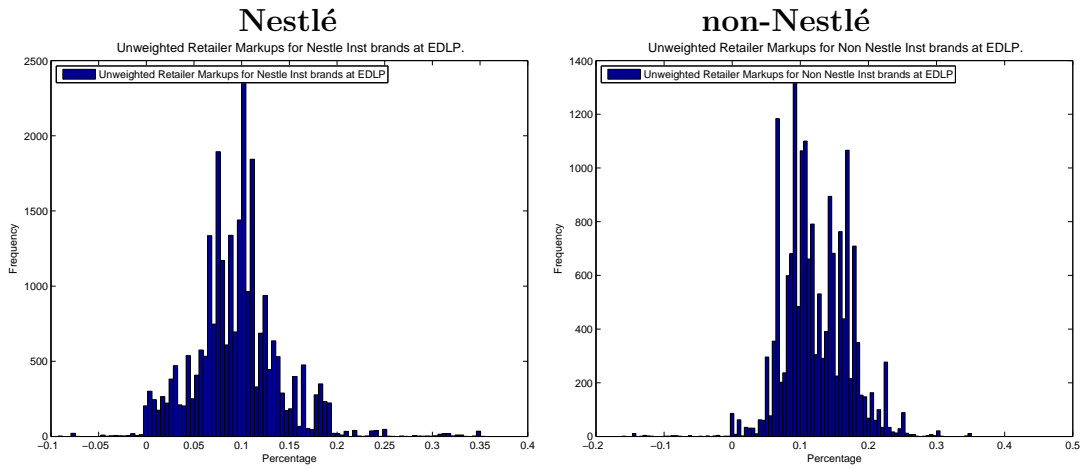 Nestlé
Unweighted Retailer Markups for Nestle Inst brands at EDLP.
Unweighted Retailer Markups for Nestle Inst brands at EDLP
2500
2000
1500
1000
500
0
Frequency
-0.1 -0.05 0 0.05 0.1 0.15 0.2 0.25 0.3 0.35 0.4
Percentage
non-Nestlé
Unweighted Retailer Markups for Non Nestle Inst brands at EDLP.
Unweighted Retailer Markups for Non Nestle Inst brands at EDLP
1400
1200
1000
800
600
400
200
0
Frequency
-0.2 -0.1 0 0.1 0.2 0.3 0.4 0.5
Percentage